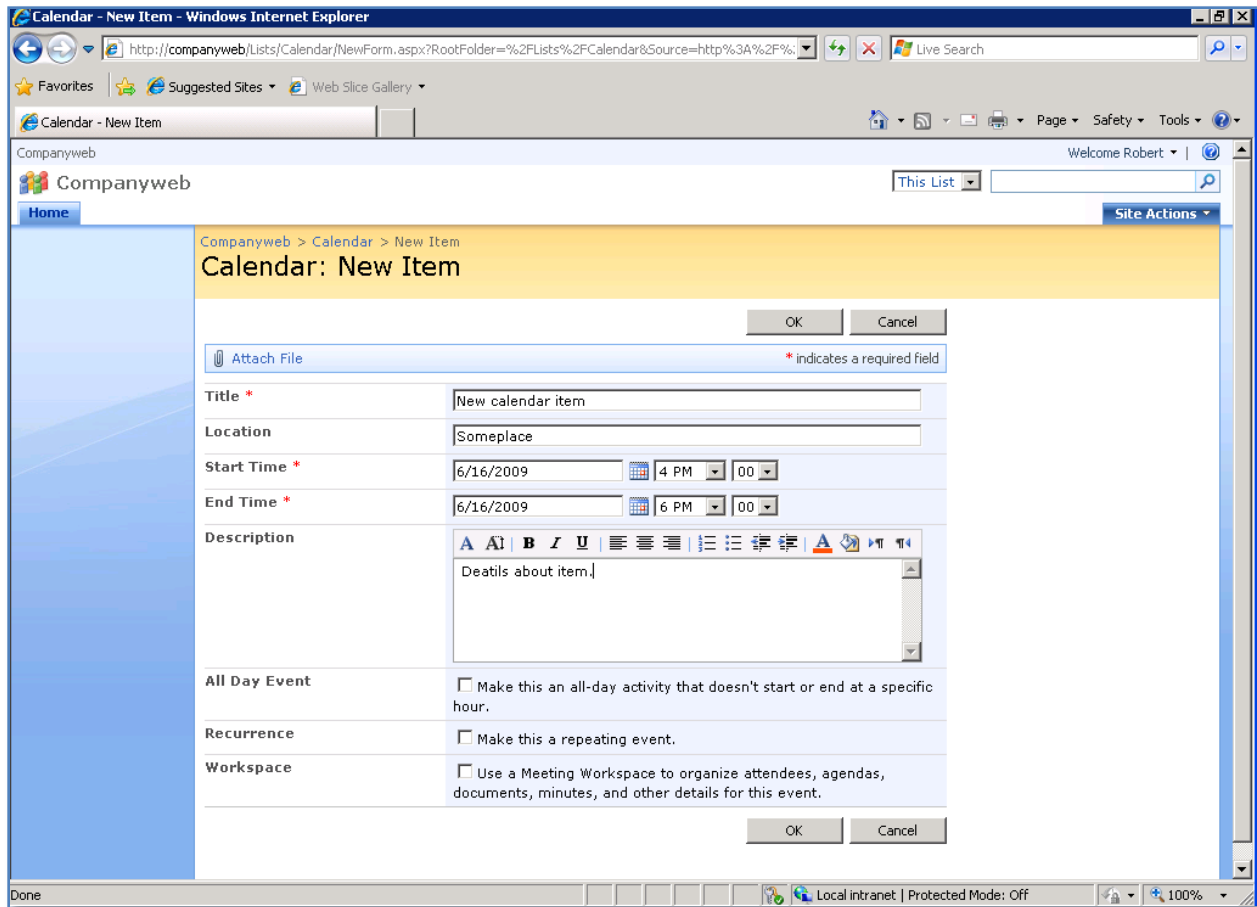 Calendar - New Item - Windows Internet Explorer
http://companyweb/Lists/Calendar/NewForm.aspx?RootFolder=%2FLists%2FCalendar&Source=http%3A%2F% Live Search
Favorites Suggested Sites Web Slice Gallery
Calendar - New Item Page Safety Tools
Companyweb Welcome Robert |
Companyweb This List
Home Site Actions
Companyweb > Calendar > New Item
Calendar: New Item
OK Cancel
Attach File * indicates a required field
Title * New calendar item
Location Someplace
Start Time * 6/16/2009 4 PM 00
End Time * 6/16/2009 6 PM 00
Description A A B I U A
Deatils about item.
All Day Event Make this an all-day activity that doesn't start or end at a specific
hour.
Recurrence Make this a repeating event.
Workspace Use a Meeting Workspace to organize attendees, agendas,
documents, minutes, and other details for this event.
OK Cancel
Done Local intranet | Protected Mode: Off 100%